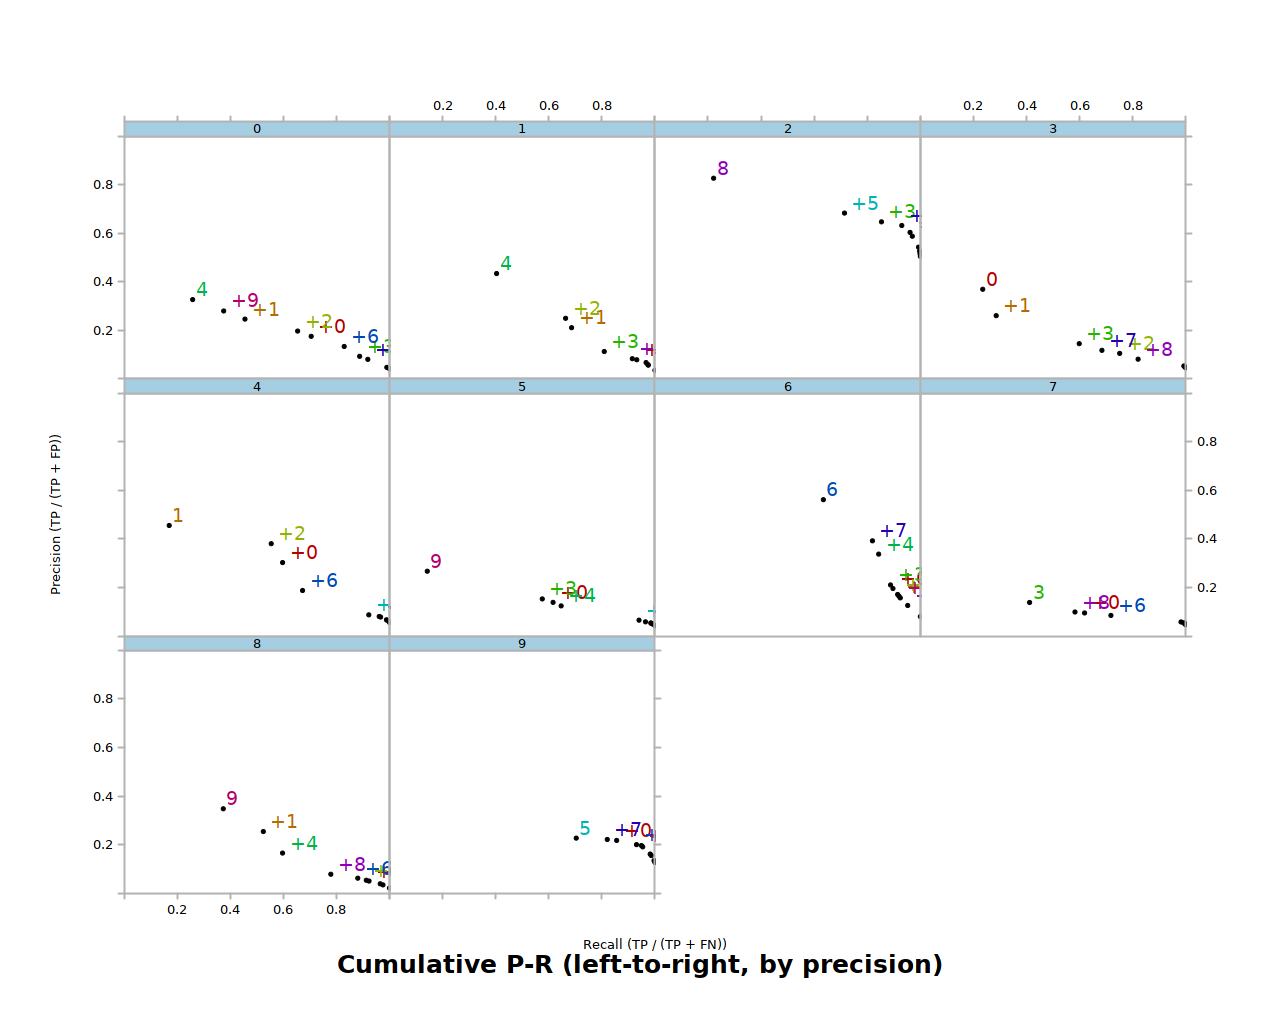 0.2 0.4 0.6 0.8 0.2 0.4 0.6 0.8
0 1 2 3
0.8
0.6
0.4
0.2
4 +9 +1 +2 +0 +6
4 +2 +1 +3
8 +5 +3
0 +1 +3 +7 +2 +8
4 5 6 7
0.8
0.6
0.4
0.2
1 +2 +0 +6
9 +3 +0 +4
6 +7 +4
3 +8 +0 +6
8 9
0.8
0.6
0.4
0.2
9 +1 +4 +8 +6
5 +7 +0
0.2 0.4 0.6 0.8
Precision (TP / (TP + FP))
Recall (TP / (TP + FN))
Cumulative P-R (left-to-right, by precision)